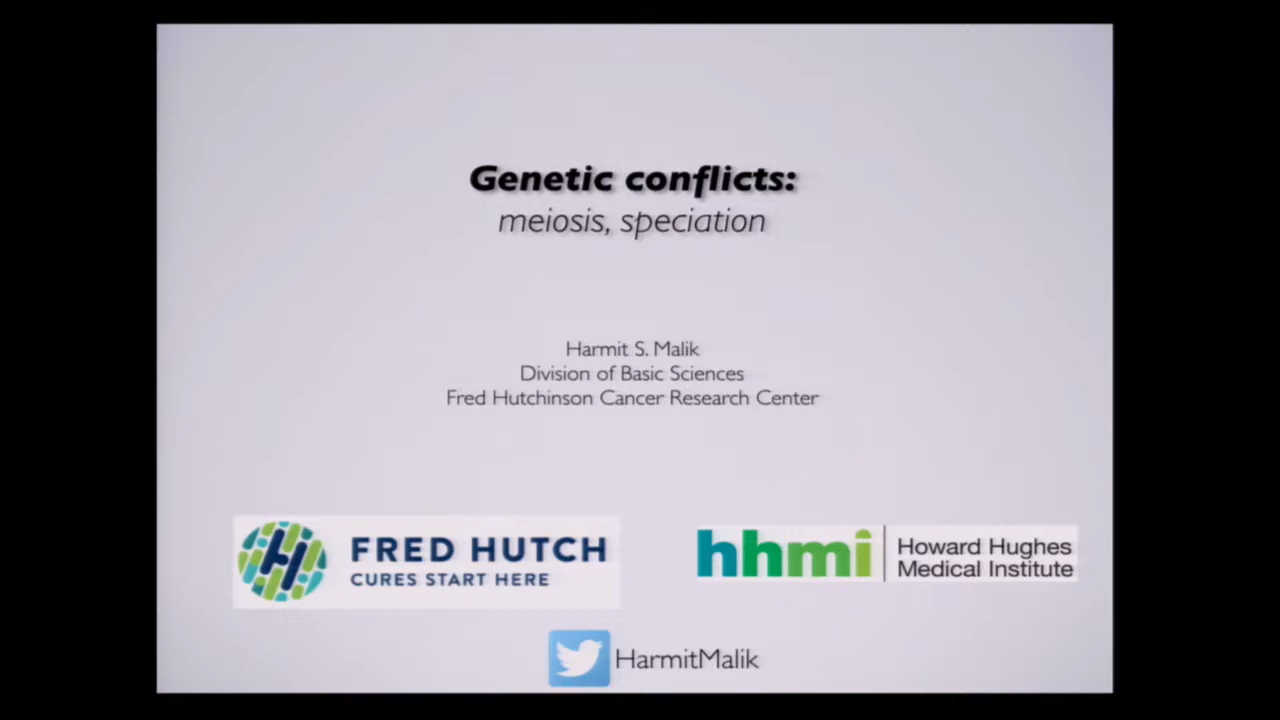 Genetic conflicts:
meiosis, speciation
Harmit S. Malik
Division of Basic Sciences
Fred Hutchinson Cancer Research Center
H
FRED HUTCH
CURES START HERE
hhmi
Howard Hughes
Medical Institute
HarmitMalik